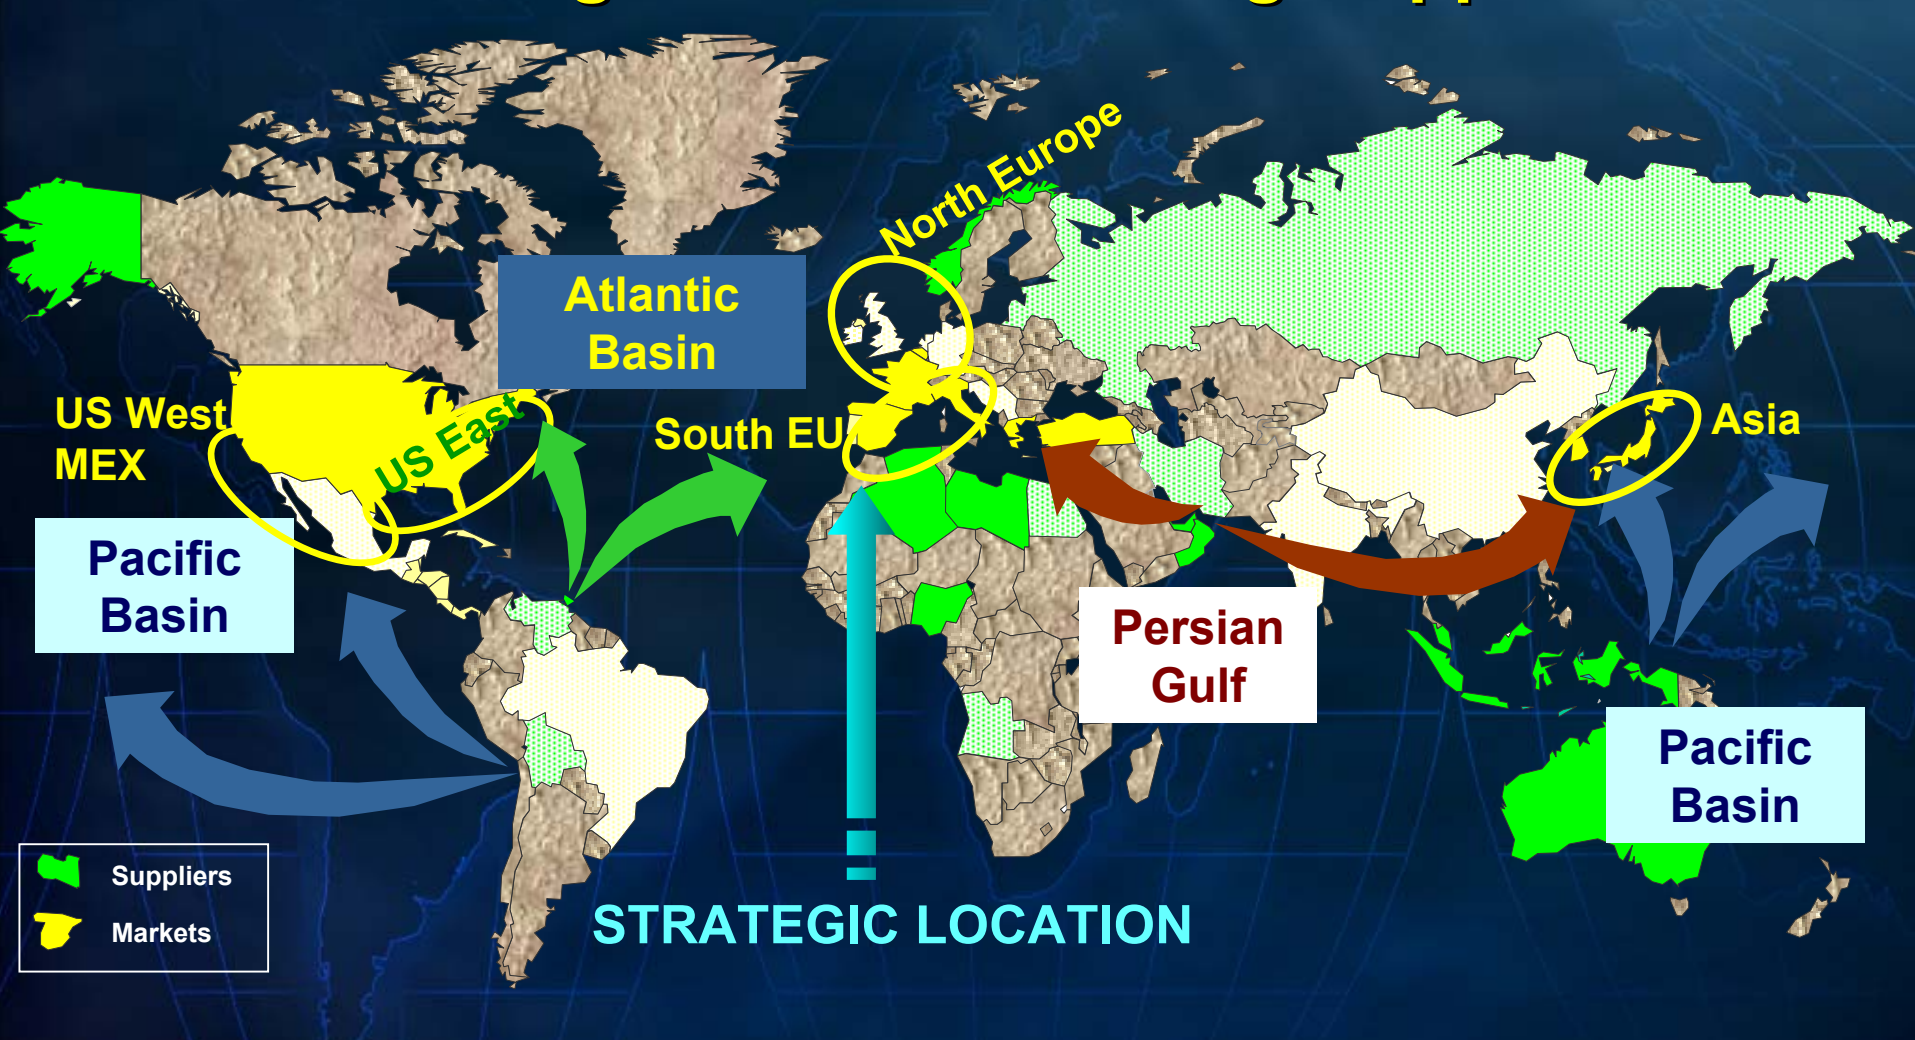 North Europe
Atlantic
Basin
US West
MEX
US East
South EU
Asia
Pacific
Basin
Persian
Gulf
Pacific
Basin
Suppliers
Markets
STRATEGIC LOCATION